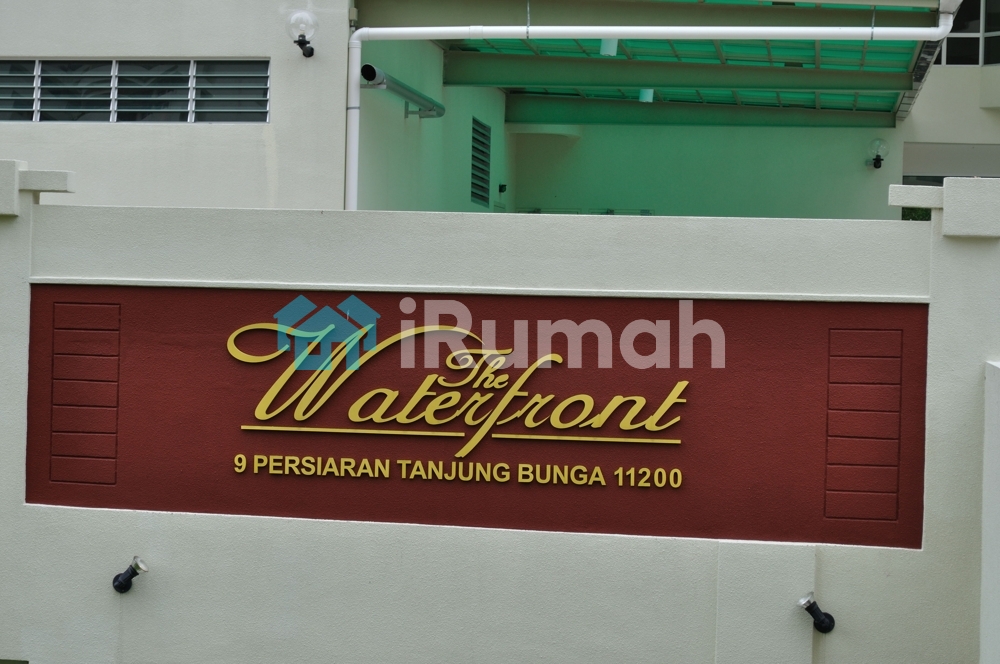 iRumah
The
Waterfront
9 PERSIARAN TANJUNG BUNGA 11200